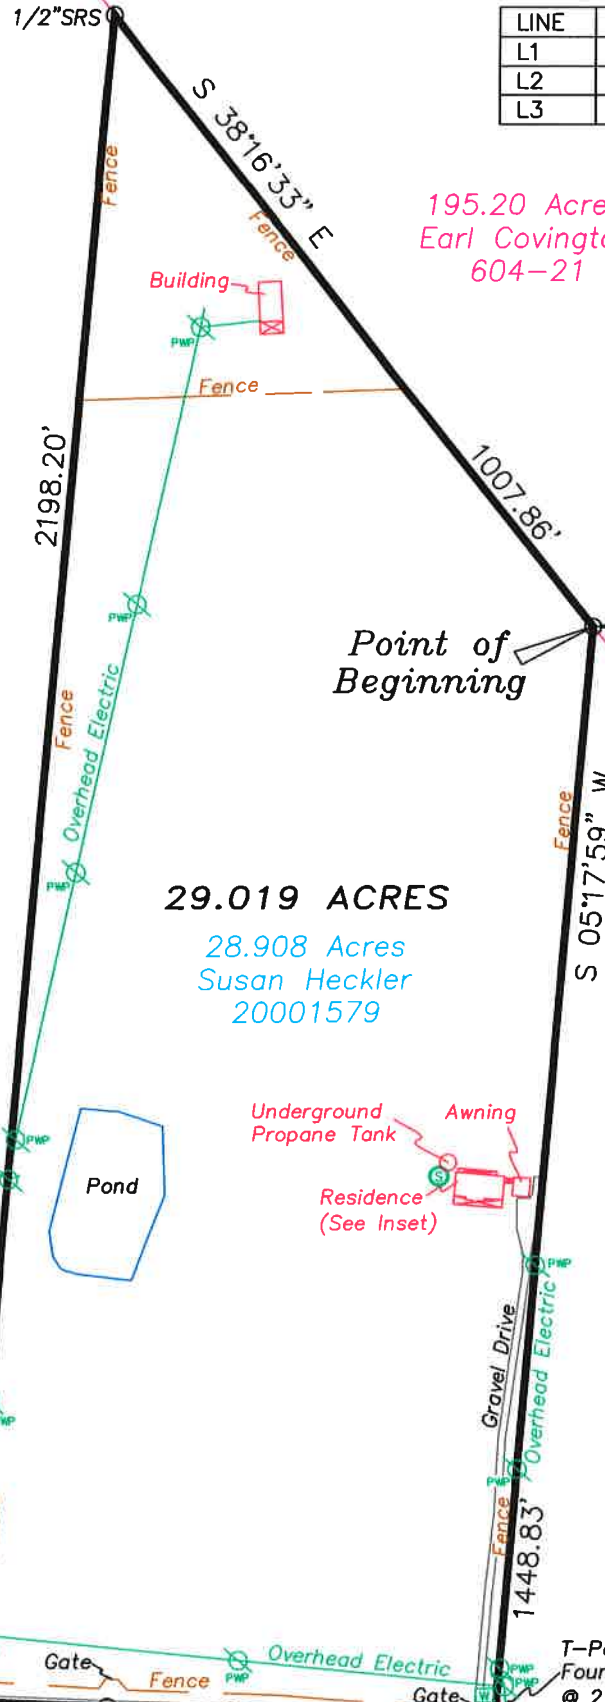 1/2"SRS
LINE
L1
L2
L3
S 38°16'33" E
Fence
Fence
195.20
Earl
604-21
Building
PWP
Fence
2198.20'
1007.86'
PWP
Point of
Beginning
Fence
Overhead Electric
Fence
S 05°17'59" W
PWP
29.019 ACRES
28.908 Acres
Susan Heckler
20001579
Underground
Propane Tank
Awning
PWP
Pond
S
Residence
(See Inset)
PWP
Gravel Drive
Overhead Electric
PWP
Fence
1448.83'
Overhead Electric
Gate
PWP
Fence
PWP
PWP
Gate
@